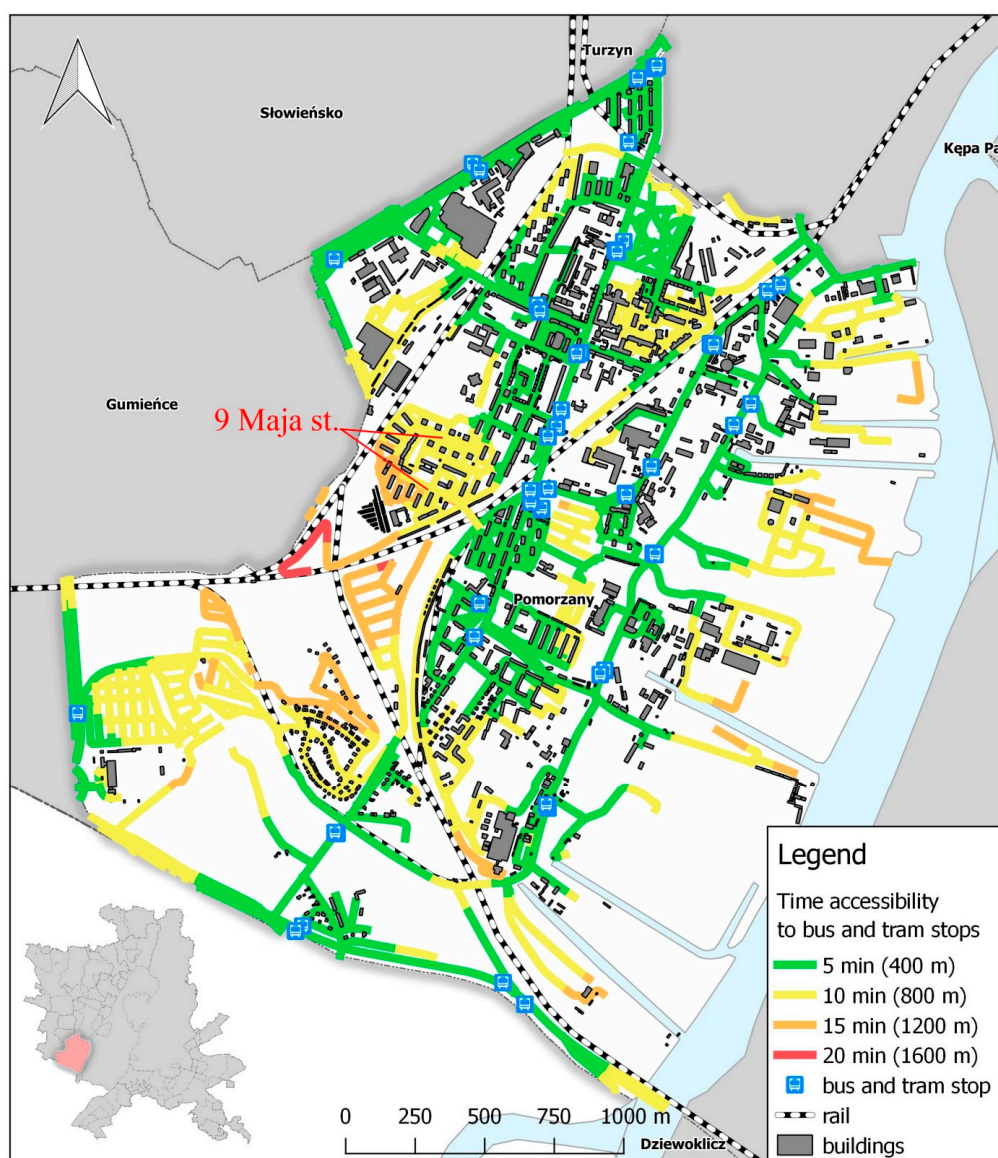 Turzyn
Słowieńsko
Kępa Pa
Gumieńce
9 Maja st.
Pomorzany
Legend
Time accessibility
to bus and tram stops
5 min (400 m)
10 min (800 m)
15 min (1200 m)
20 min (1600 m)
bus and tram stop
rail
buildings
0 250 500 750 1000 m
Dziewoklicz